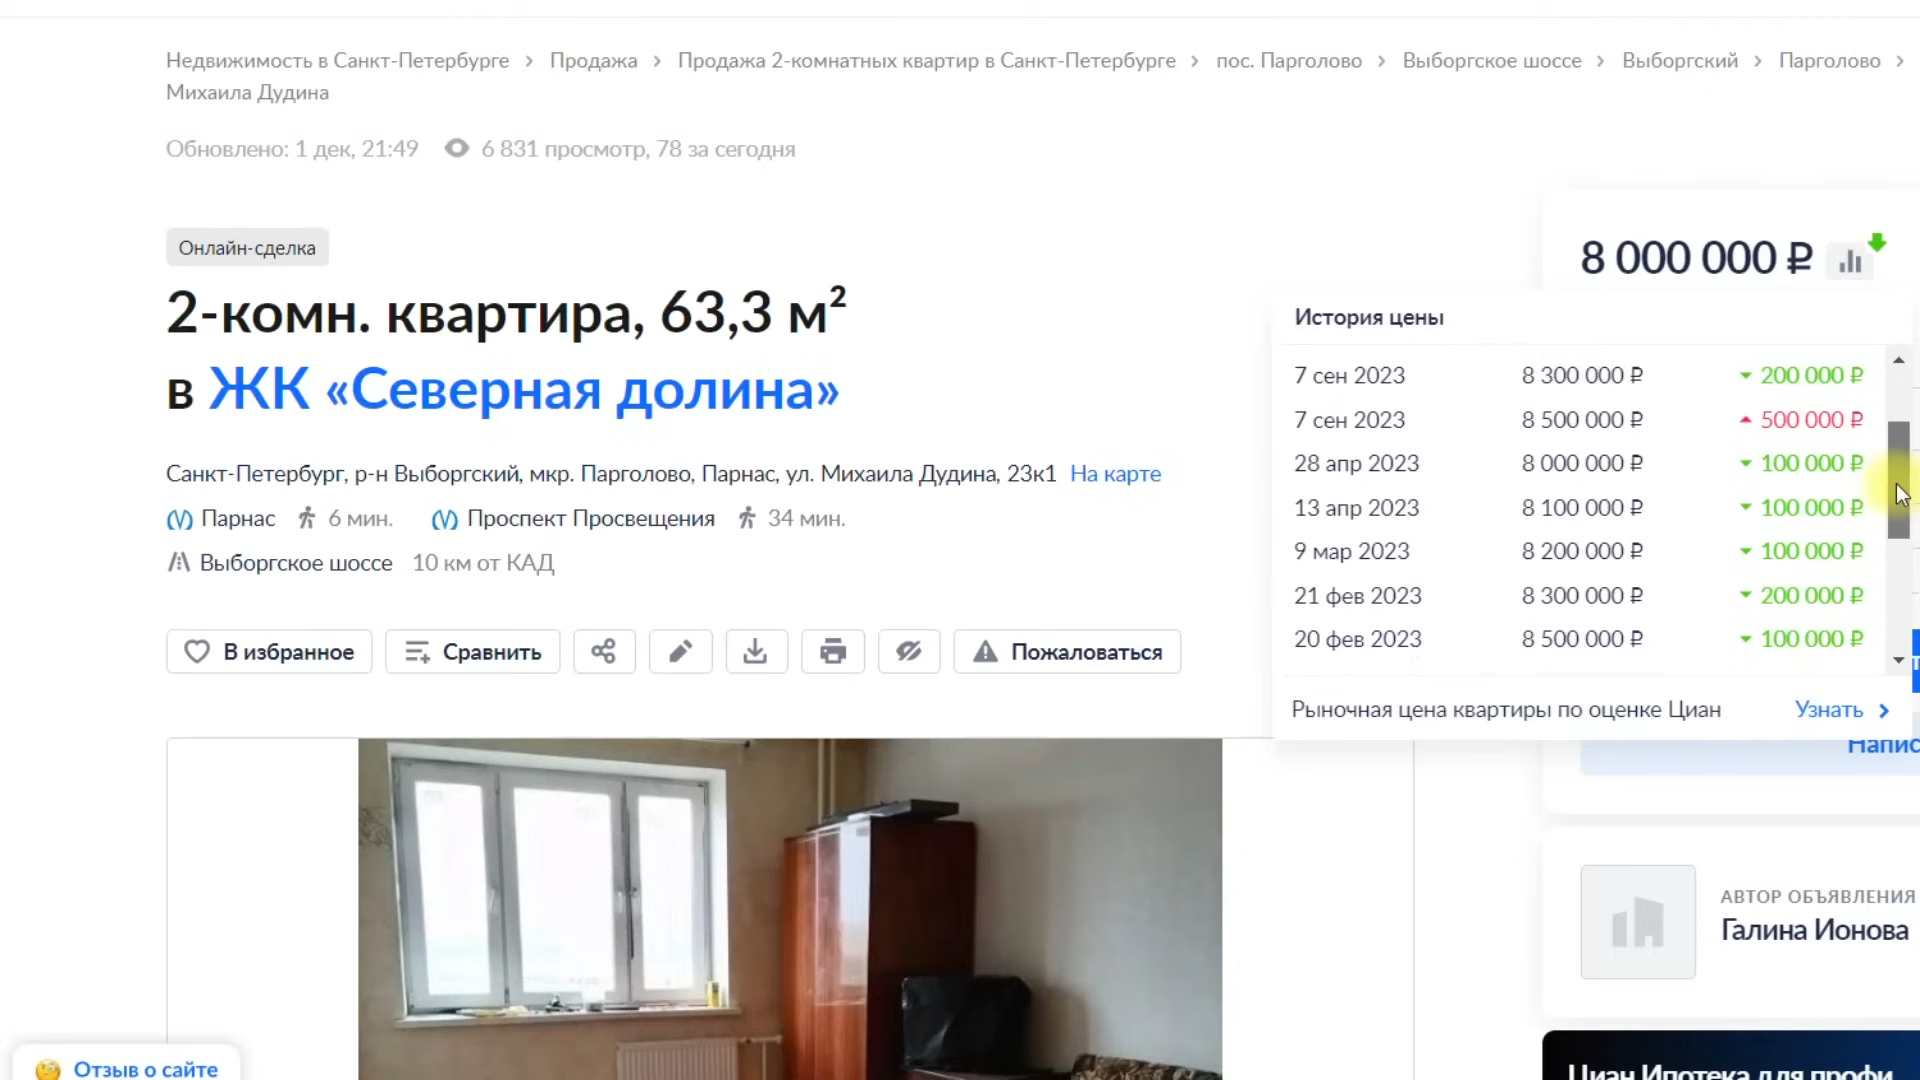 Недвижимость в Санкт-Петербурге > Продажа > Продажа 2-комнатных квартир в Санкт-Петербурге > пос. Парголово > Выборгское шоссе > Выборгский > Парголово >
Михаила Дудина
Обновлено: 1 дек, 21:49 6 831 просмотр, 78 за сегодня
Онлайн-сделка
8 000 000 ₽
2-комн. квартира, 63,3 м²
в ЖК «Северная долина»
История цены
7 сен 2023 8 300 000 ₽ 200 000 ₽
7 сен 2023 8 500 000 ₽ 500 000 ₽
28 апр 2023 8 000 000 ₽ 100 000 ₽
13 апр 2023 8 100 000 ₽ 100 000 ₽
9 мар 2023 8 200 000 ₽ 100 000 ₽
21 фев 2023 8 300 000 ₽ 200 000 ₽
20 фев 2023 8 500 000 ₽ 100 000 ₽
Рыночная цена квартиры по оценке Циан Узнать >
Санкт-Петербург, р-н Выборгский, мкр. Парголово, Парнас, ул. Михаила Дудина, 23к1 На карте
Парнас 6 мин. Проспект Просвещения 34 мин.
Выборгское шоссе 10 км от КАД
В избранное Сравнить Пожаловаться
Напис
АВТОР ОБЪЯВЛЕНИЯ
Галина Ионова
Циан Ипотека для профи
Отзыв о сайте